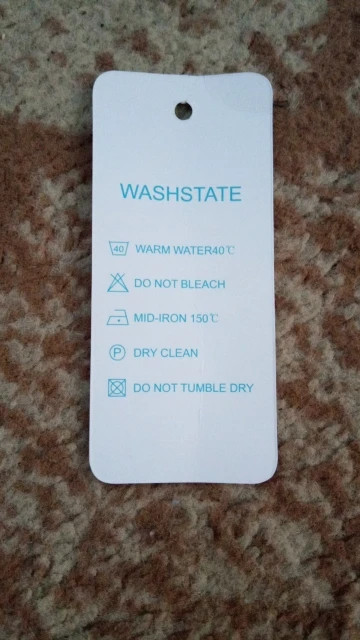 WASHSTATE
40 WARM WATER40℃
DO NOT BLEACH
MID-IRON 150℃
P DRY CLEAN
DO NOT TUMBLE DRY